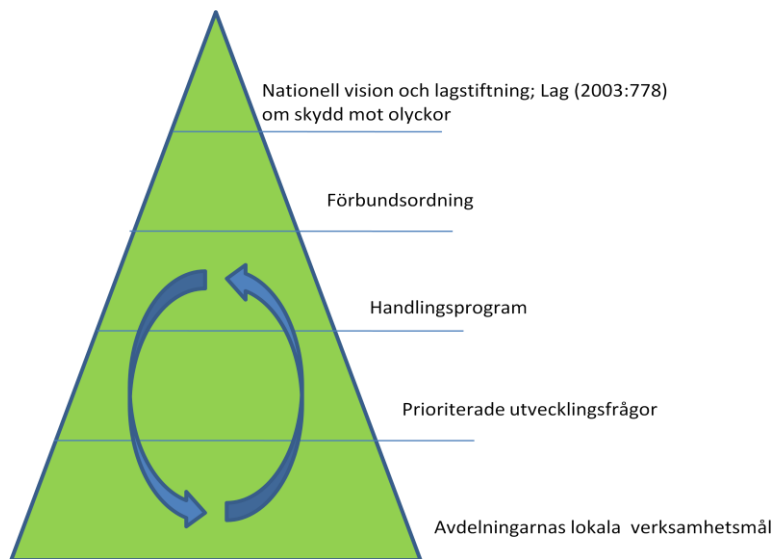 Nationell vision och lagstiftning; Lag (2003:778)
om skydd mot olyckor
Förbundsordning
Handlingsprogram
Prioriterade utvecklingsfrågor
Avdelningarnas lokala verksamhetsmål